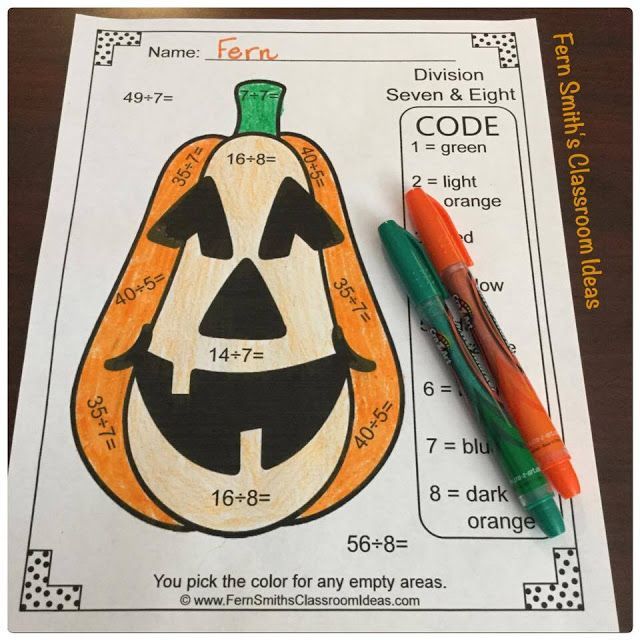 Name: Fern
Division
Seven & Eight
49÷7=
7÷7=
CODE
1 = green
2 = light
orange
6 =
7 =
8 = dark
orange
16÷8=
35÷7=
40÷5=
40÷5=
35÷7=
14÷7=
35÷7=
40÷5=
16÷8=
56÷8=
You pick the color for any empty areas.
© www.FernSmithsClassroomIdeas.com
Fern Smith's Classroom Ideas